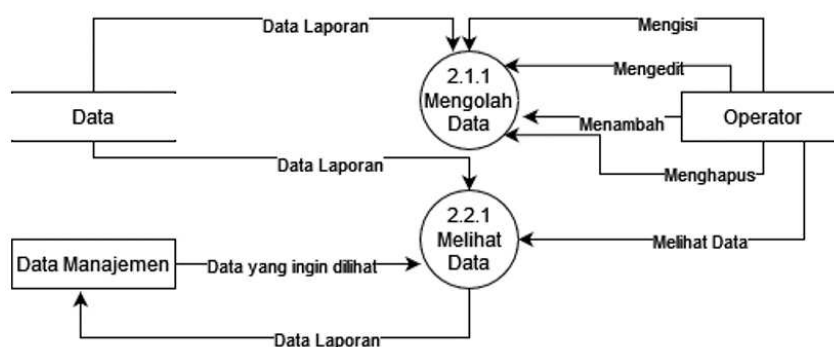 Data Laporan
Mengisi
2.1.1
Mengolah
Data
Mengedit
Data
Menambah
Operator
Data Laporan
Menghapus
2.2.1
Melihat
Data
Melihat Data
Data Manajemen
Data yang ingin dilihat
Data Laporan